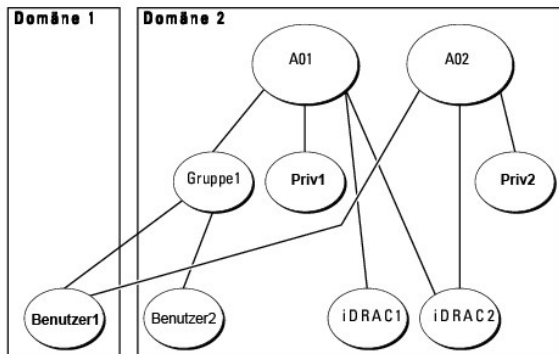 Domäne 1
Domäne 2
A01
A02
Gruppe1
Priv1
Priv2
Benutzer1
Benutzer2
iDRAC1
iDRAC2